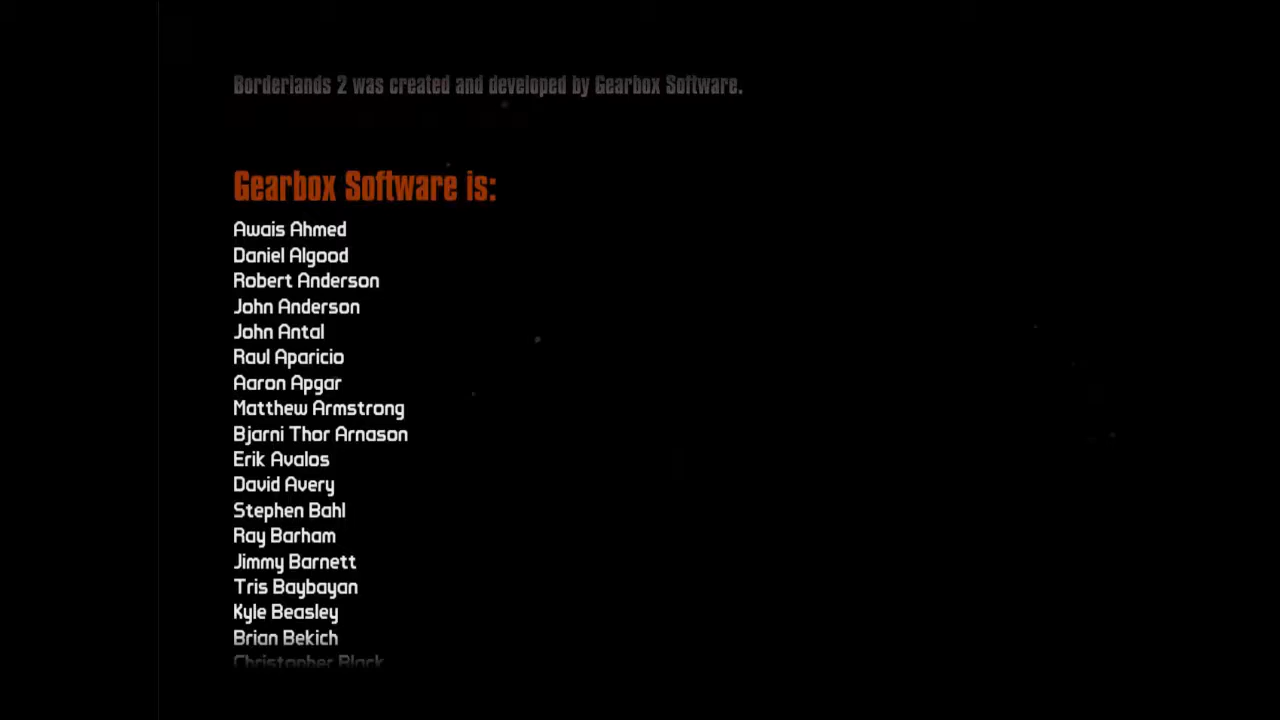 Borderlands 2 was created and developed by Gearbox Software.
Gearbox Software is:
Awais Ahmed
Daniel Algood
Robert Anderson
John Anderson
John Antal
Raul Aparicio
Aaron Apgar
Matthew Armstrong
Bjarni Thor Arnason
Erik Avalos
David Avery
Stephen Bahl
Ray Barham
Jimmy Barnett
Tris Baybayan
Kyle Beasley
Brian Bekich
Christopher Black